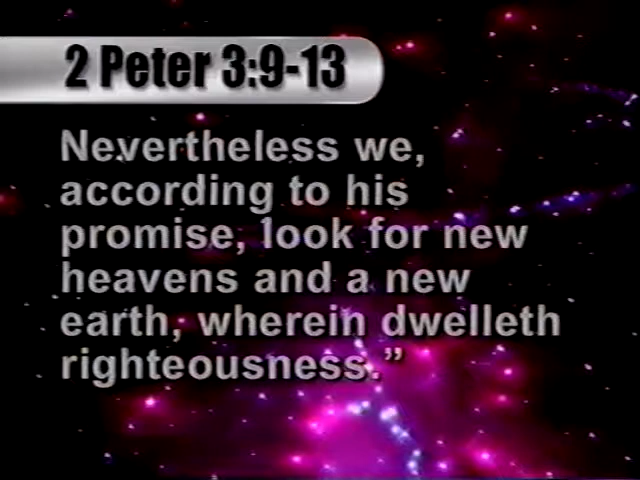 2 Peter 3:9-13
Nevertheless we,
according to his
promise, look for new
heavens and a new
earth, wherein dwelleth
righteousness.”